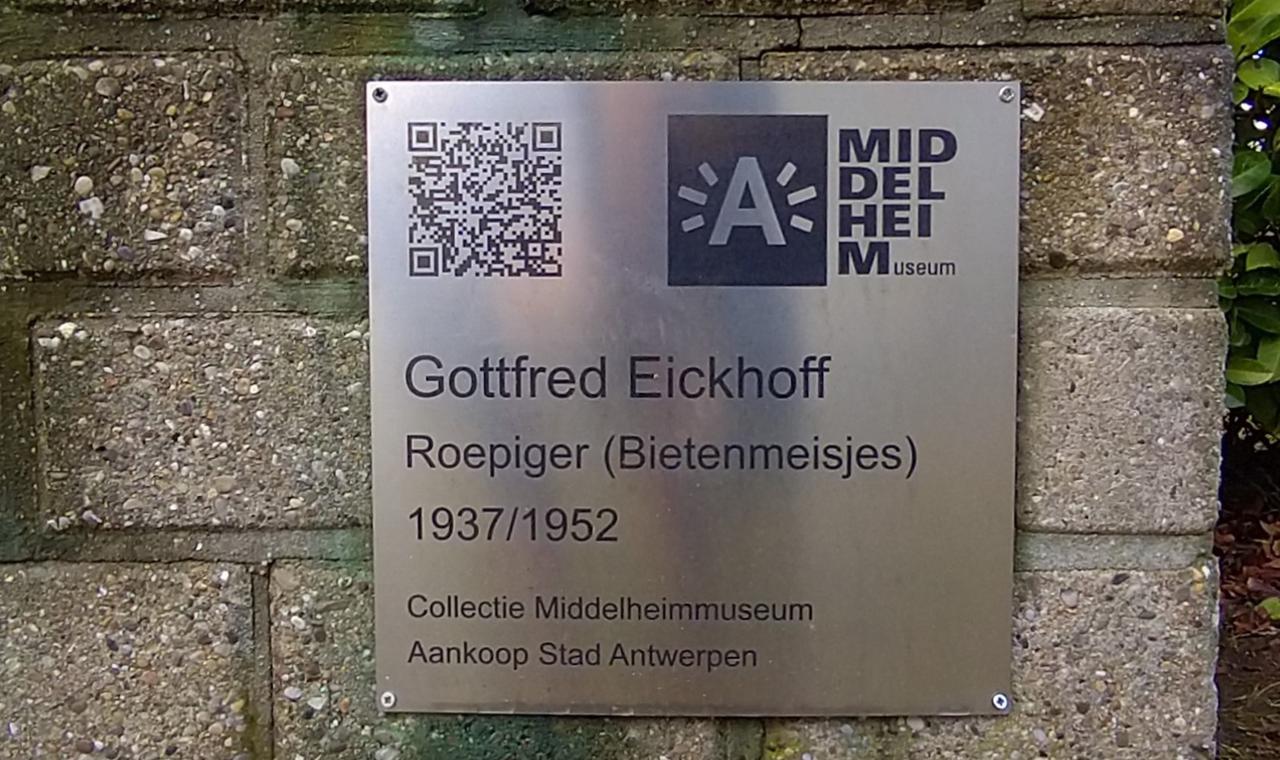 A
MID
DEL
HEI
Museum
Gottfred Eickhoff
Roepiger (Bietenmeisjes)
1937/1952
Collectie Middelheimmuseum
Aankoop Stad Antwerpen